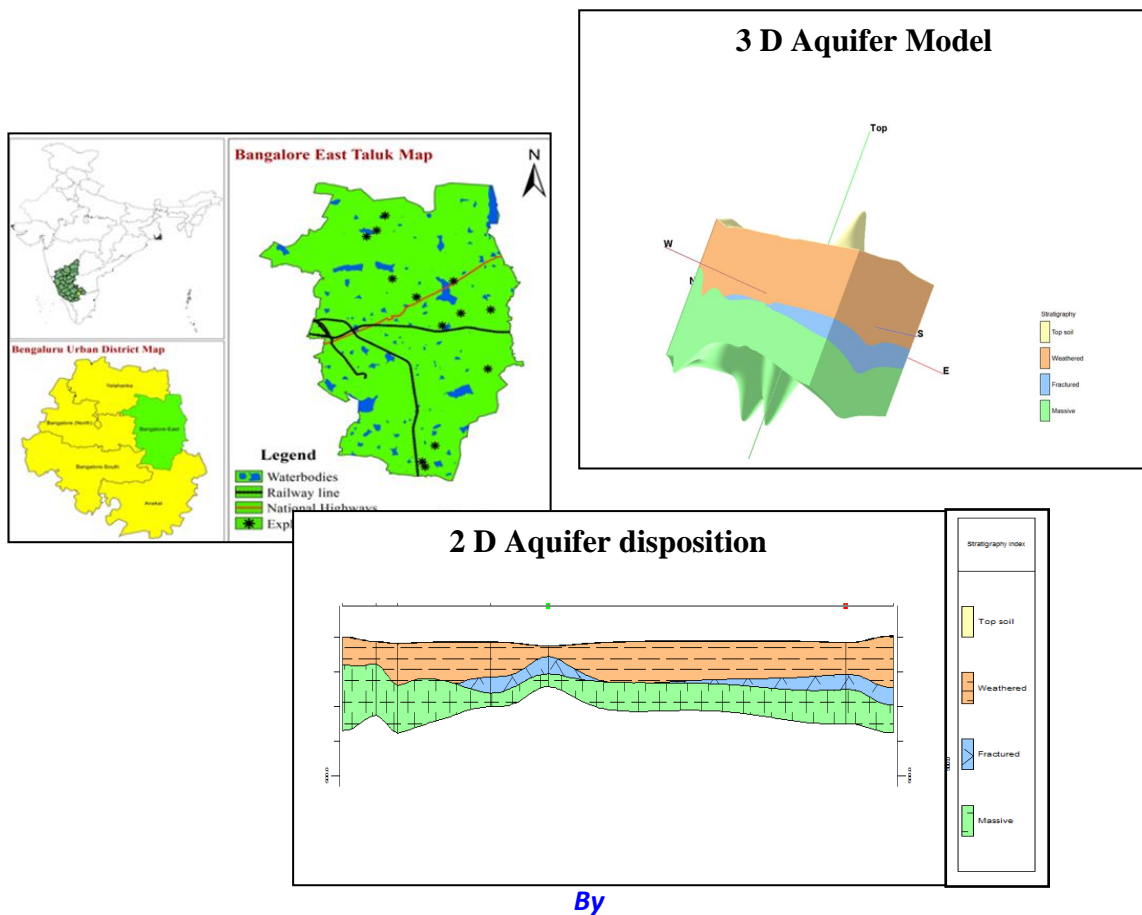 3 D Aquifer Model
Top
W
N
S
E
Stratigraphy
Top soil
Weathered
Fractured
Massive
Bangalore East Taluk Map
N
Legend
Waterbodies
Railway line
National Highways
Expl
Bengaluru Urban District Map
Yelahanka
Bangalore (North)
Bangalore-East
Bangalore-South
Anekal
2 D Aquifer disposition
Stratigraphy Index
Top soil
Weathered
Fractured
Massive
By